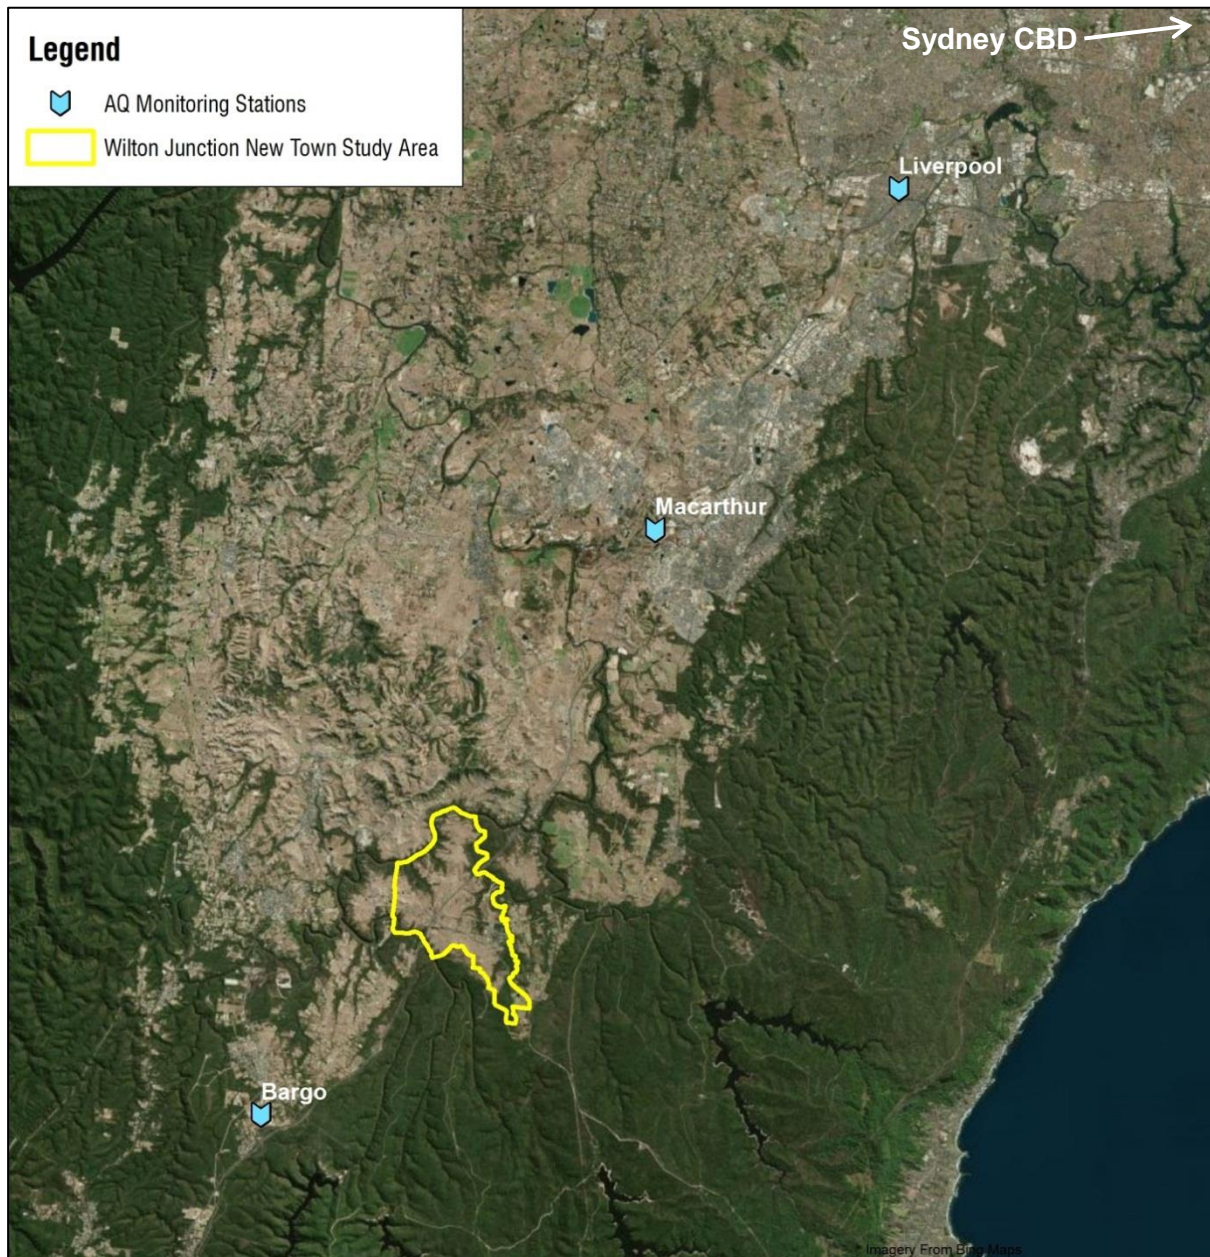 Legend
AQ Monitoring Stations
Wilton Junction New Town Study Area
Sydney CBD
Liverpool
Macarthur
Bargo
Imagery From Bing Maps